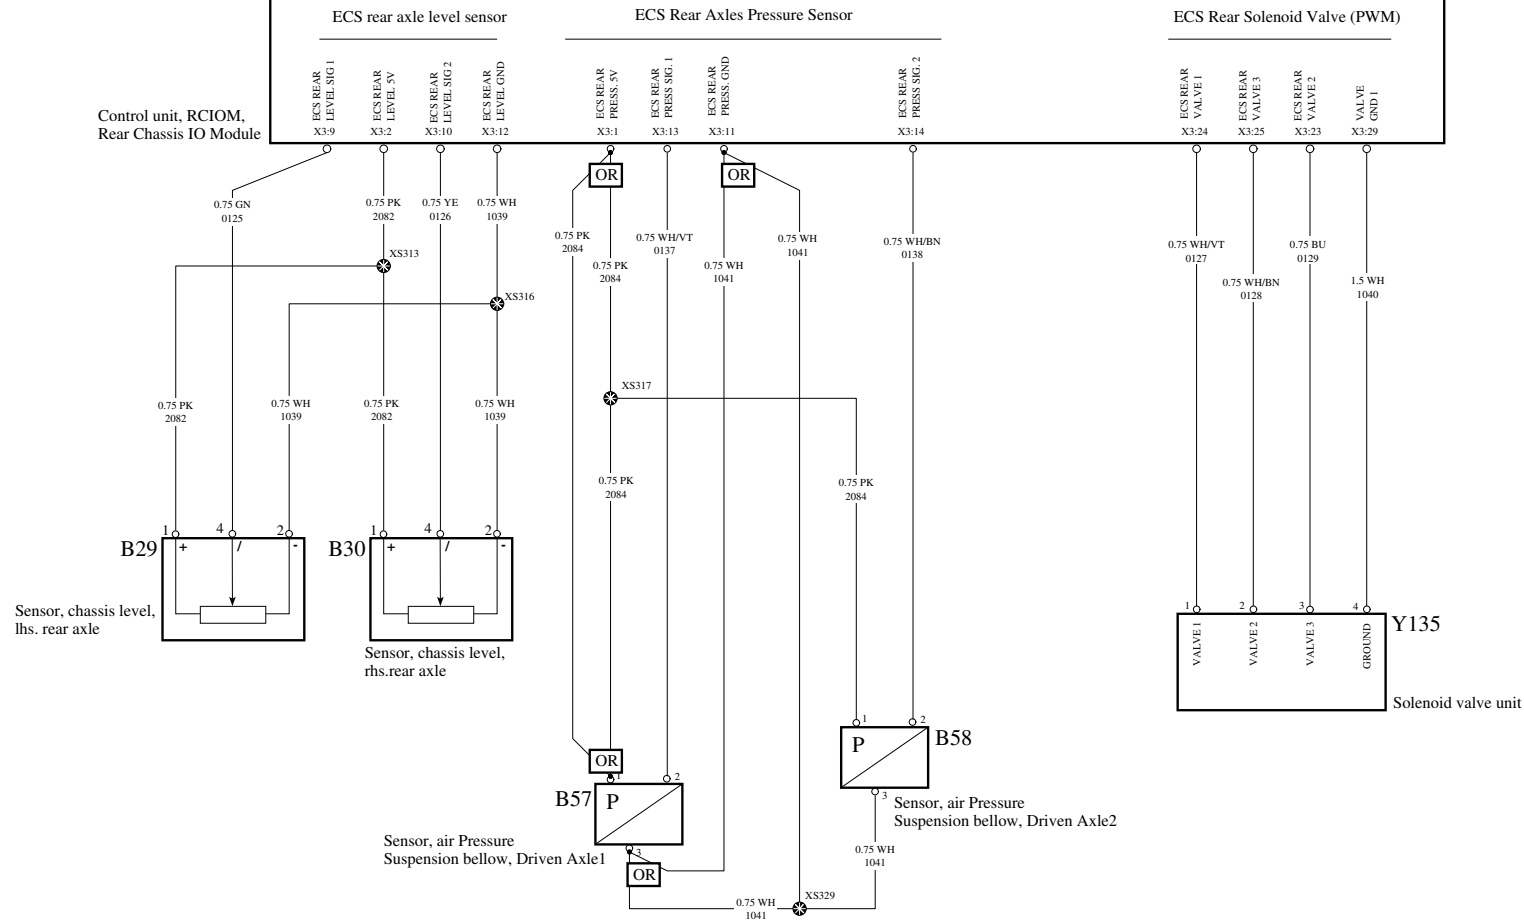 ECS rear axle level sensor
ECS Rear Axles Pressure Sensor
ECS Rear Solenoid Valve (PWM)
ECS REAR
LEVEL SIG 1
ECS REAR
LEVEL 5V
ECS REAR
LEVEL SIG 2
ECS REAR
LEVEL GND
ECS REAR
PRESS. 5V
ECS REAR
PRESS SIG. 1
ECS REAR
PRESS. GND
ECS REAR
PRESS SIG. 2
ECS REAR
VALVE 1
ECS REAR
VALVE 3
ECS REAR
VALVE 2
VALVE
GND 1
Control unit, RCIOM,
Rear Chassis IO Module
X3:9
X3:2
X3:10
X3:12
X3:1
X3:13
X3:11
X3:14
X3:24
X3:25
X3:23
X3:29
OR
OR
0.75 GN
0125
0.75 PK
2082
0.75 YE
0126
0.75 WH
1039
0.75 PK
2084
0.75 WH/VT
0137
0.75 WH
1041
0.75 WH/BN
0138
0.75 WH/VT
0127
0.75 BU
0129
XS313
0.75 PK
2084
0.75 WH
1041
0.75 WH/BN
0128
1.5 WH
1040
XS316
XS317
0.75 PK
2082
0.75 WH
1039
0.75 PK
2082
0.75 WH
1039
0.75 PK
2084
0.75 PK
2084
1
4
2
1
4
2
B29
+
/
-
B30
+
/
-
Sensor, chassis level,
lhs. rear axle
Sensor, chassis level,
rhs.rear axle
1
2
3
4
Y135
VALVE 1
VALVE 2
VALVE 3
GROUND
Solenoid valve unit
1
2
P
B58
3
Sensor, air Pressure
Suspension bellow, Driven Axle2
OR
1
2
B57
P
Sensor, air Pressure
Suspension bellow, Driven Axle1
3
OR
0.75 WH
1041
XS329
0.75 WH
1041